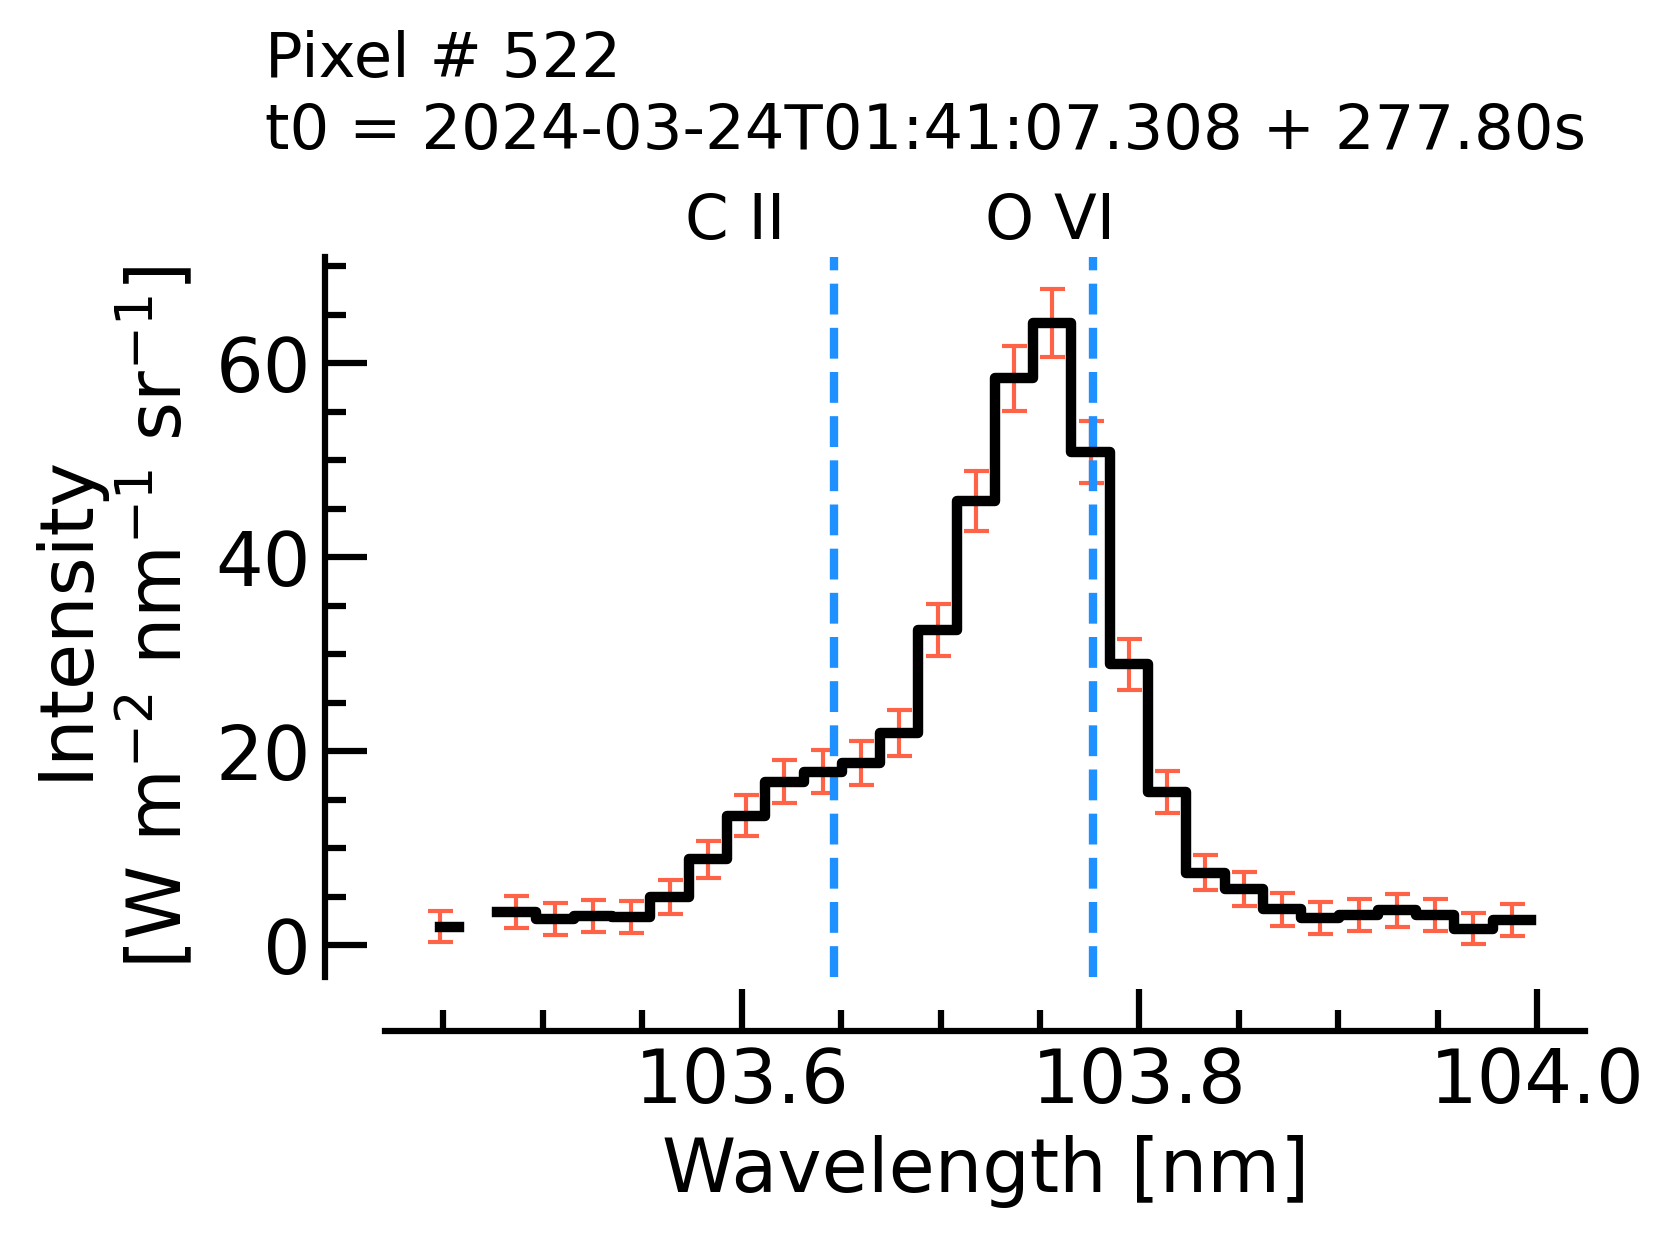 Pixel # 522
t0 = 2024-03-24T01:41:07.308 + 277.80s
C II O VI
Intensity
[W m⁻² nm⁻¹ sr⁻¹]
60
40
20
0
103.6 103.8 104.0
Wavelength [nm]